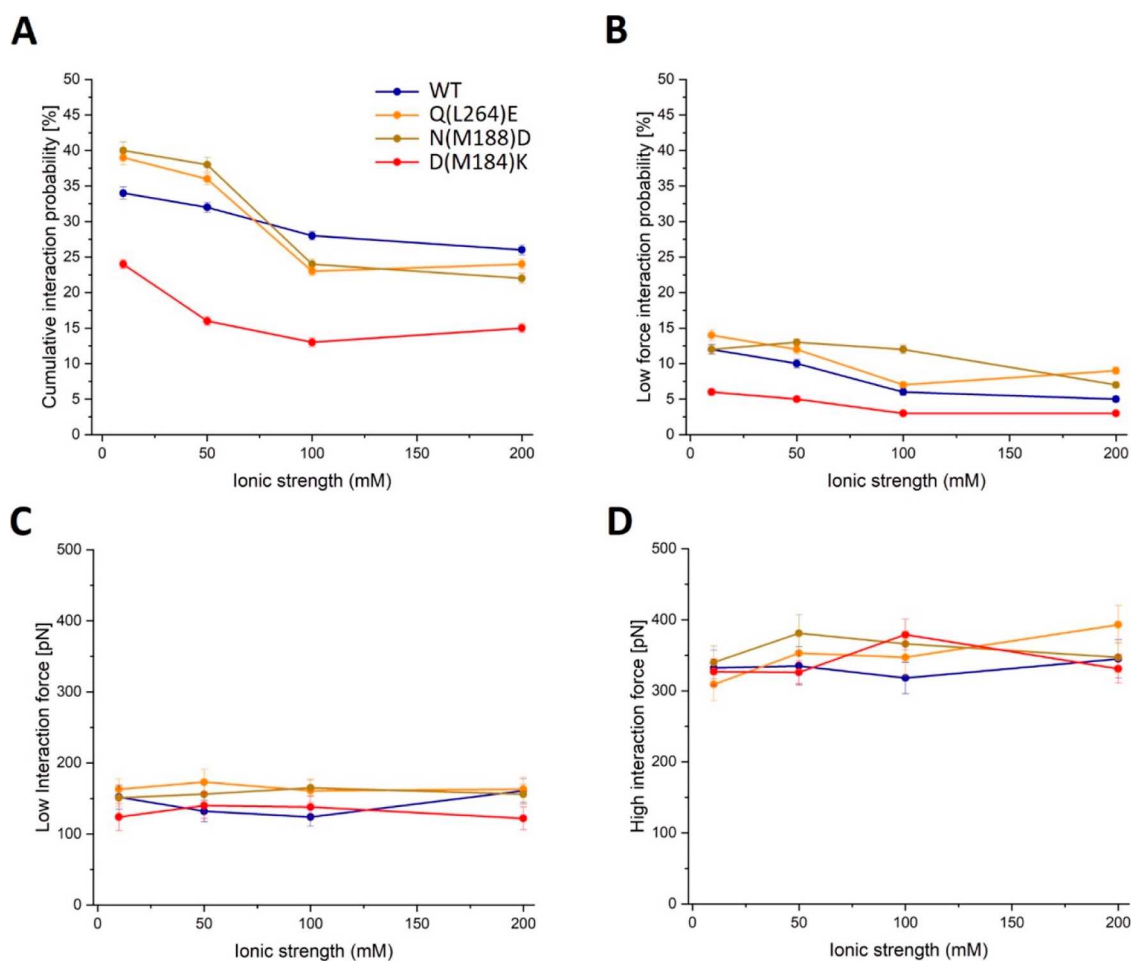 A
Cumulative interaction probability [%]
50
45
40
35
30
25
20
15
10
5
0
0 50 100 150 200
Ionic strength (mM)
WT
Q(L264)E
N(M188)D
D(M184)K
B
Low force interaction probability [%]
50
45
40
35
30
25
20
15
10
5
0
0 50 100 150 200
Ionic strength (mM)
C
Low Interaction force [pN]
500
400
300
200
100
0
0 50 100 150 200
Ionic strength (mM)
D
High interaction force [pN]
500
400
300
200
100
0
0 50 100 150 200
Ionic strength (mM)